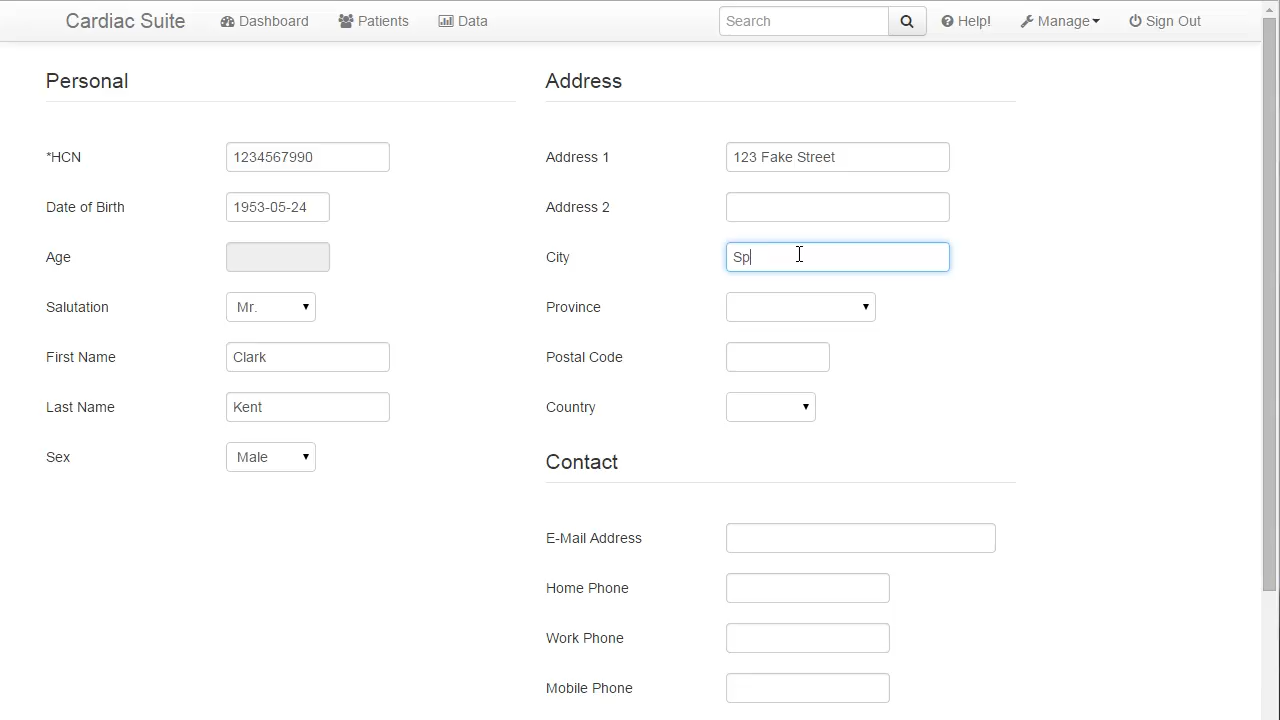 Cardiac Suite Dashboard Patients Data Search Help! Manage Sign Out
Personal
*HCN 1234567990
Date of Birth 1953-05-24
Age
Salutation Mr.
First Name Clark
Last Name Kent
Sex Male
Address
Address 1 123 Fake Street
Address 2
City Sp
Province
Postal Code
Country
Contact
E-Mail Address
Home Phone
Work Phone
Mobile Phone